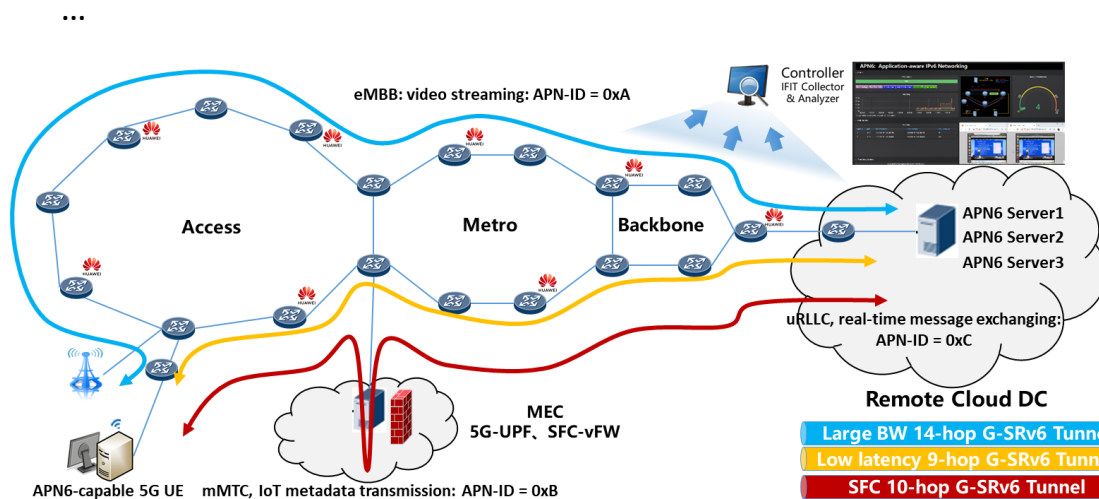 ...
Controller
IFIT Collector
& Analyzer
APN6: Application-aware IPv6 Networking
eMBB: video streaming: APN-ID = 0xA
HUAWEI
HUAWEI
HUAWEI
HUAWEI
Access
Metro
Backbone
HUAWEI
APN6 Server1
APN6 Server2
APN6 Server3
HUAWEI
HUAWEI
HUAWEI
uRLLC, real-time message exchanging:
APN-ID = 0xC
Remote Cloud DC
MEC
5G-UPF、SFC-vFW
Large BW 14-hop G-SRv6 Tunne
Low latency 9-hop G-SRv6 Tunn
SFC 10-hop G-SRv6 Tunnel
APN6-capable 5G UE
mMTC, IoT metadata transmission: APN-ID = 0xB